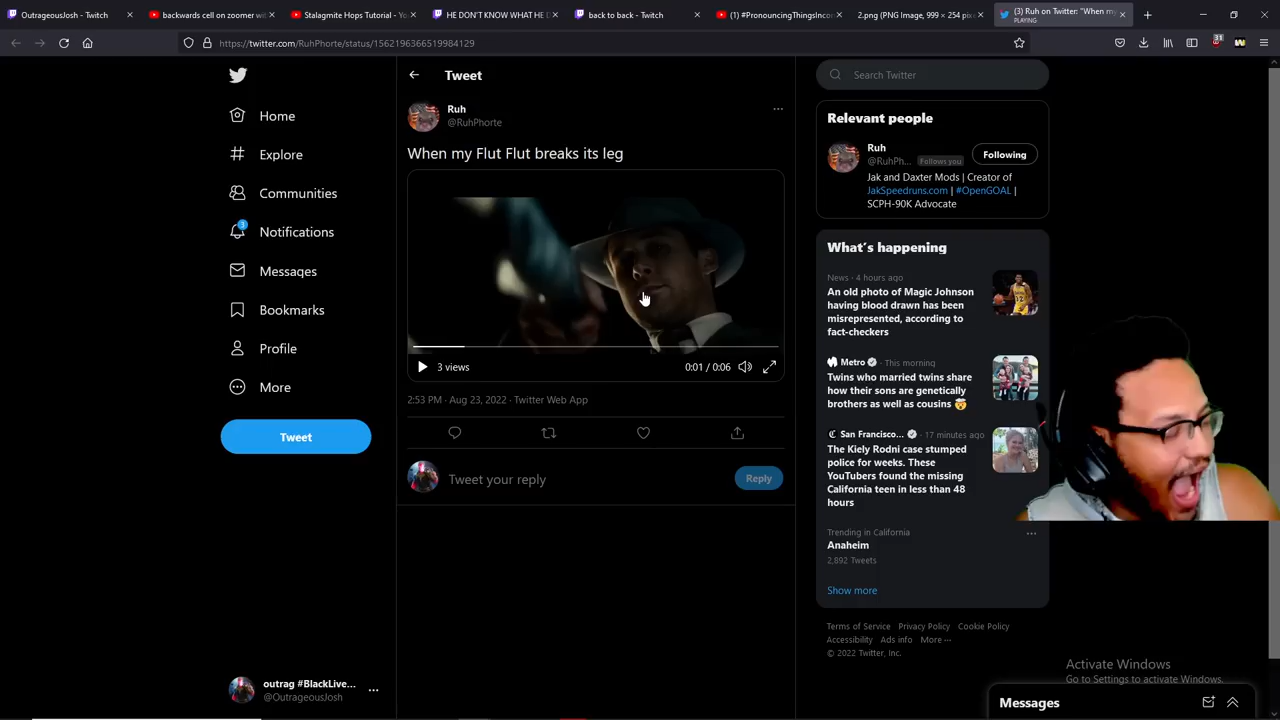 OutrageousJosh - Twitch
backwards cell on zoomer wi
Stalagmite Hops Tutorial - Yo
HE DON'T KNOW WHAT HE D
back to back - Twitch
(1) #PronouncingThingsIncor
2.png (PNG Image, 999 × 254 pixe
(3) Ruh on Twitter: "When my
PLAYING
https://twitter.com/RuhPhorte/status/1562196366519984129
31
Home
Explore
Communities
3
Notifications
Messages
Bookmarks
Profile
More
Tweet
outrag #BlackLive...
@OutrageousJosh
Tweet
Ruh
@RuhPhorte
When my Flut Flut breaks its leg
3 views
0:01 / 0:06
2:53 PM · Aug 23, 2022 · Twitter Web App
Tweet your reply
Reply
Search Twitter
Relevant people
Ruh
@RuhPh... Follows you
Following
Jak and Daxter Mods | Creator of
JakSpeedruns.com | #OpenGOAL |
SCPH-90K Advocate
What's happening
News · 4 hours ago
An old photo of Magic Johnson
having blood drawn has been
misrepresented, according to
fact-checkers
Metro · This morning
Twins who married twins share
how their sons are genetically
brothers as well as cousins 🤯
San Francisco... · 17 minutes ago
The Kiely Rodni case stumped
police for weeks. These
YouTubers found the missing
California teen in less than 48
hours
Trending in California
Anaheim
2,892 Tweets
Show more
Terms of Service Privacy Policy Cookie Policy
Accessibility Ads info More ···
© 2022 Twitter, Inc.
Activate Windows
Go to Settings to activate Windows.
Messages